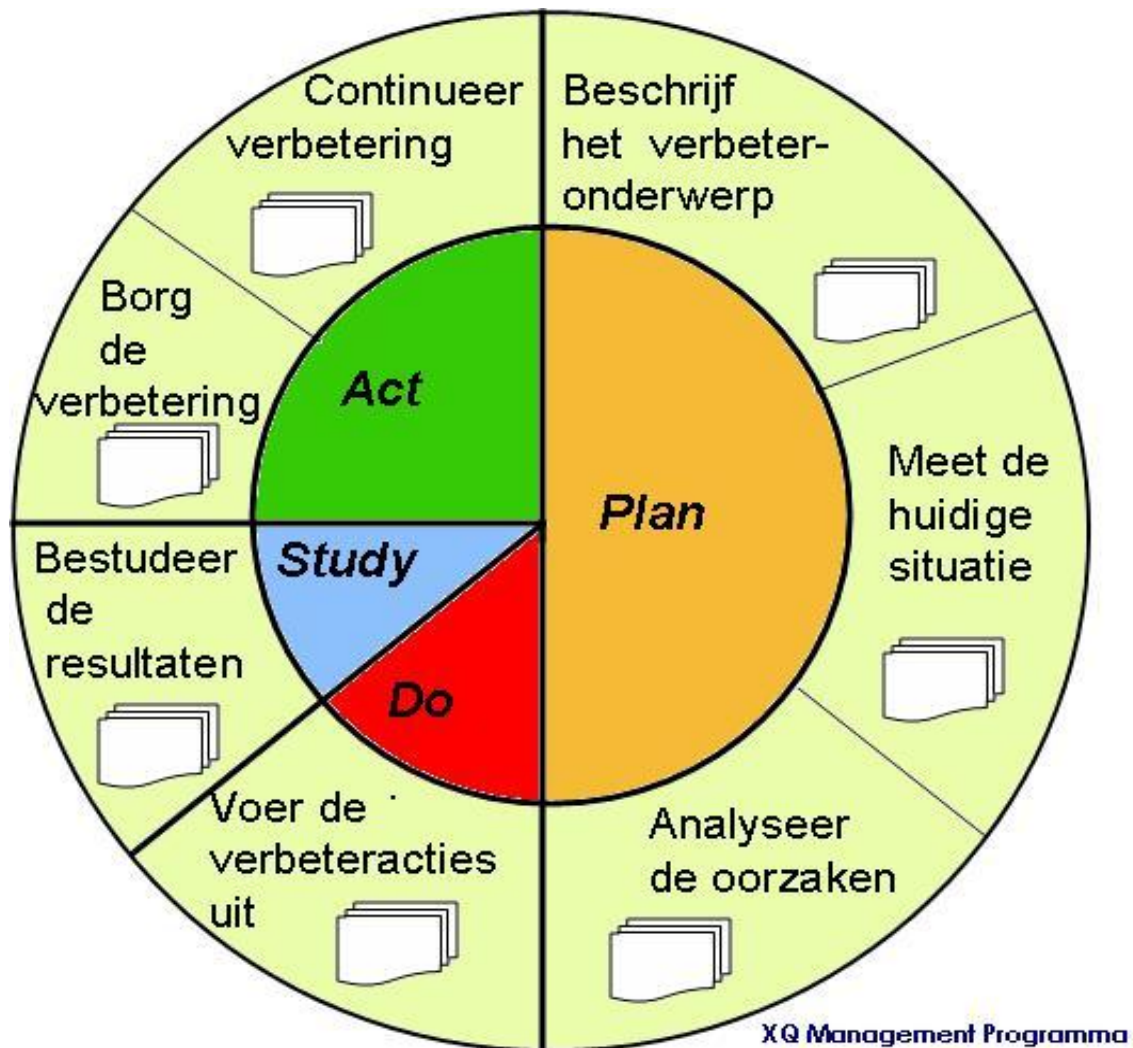 Continueer
verbetering
Beschrijf
het verbeter-
onderwerp
Borg
de
verbetering
Act
Meet de
huidige
situatie
Plan
Study
Bestudeer
de
resultaten
Do
Voer de
verbeteracties
uit
Analyseer
de oorzaken
XQ Management Programma